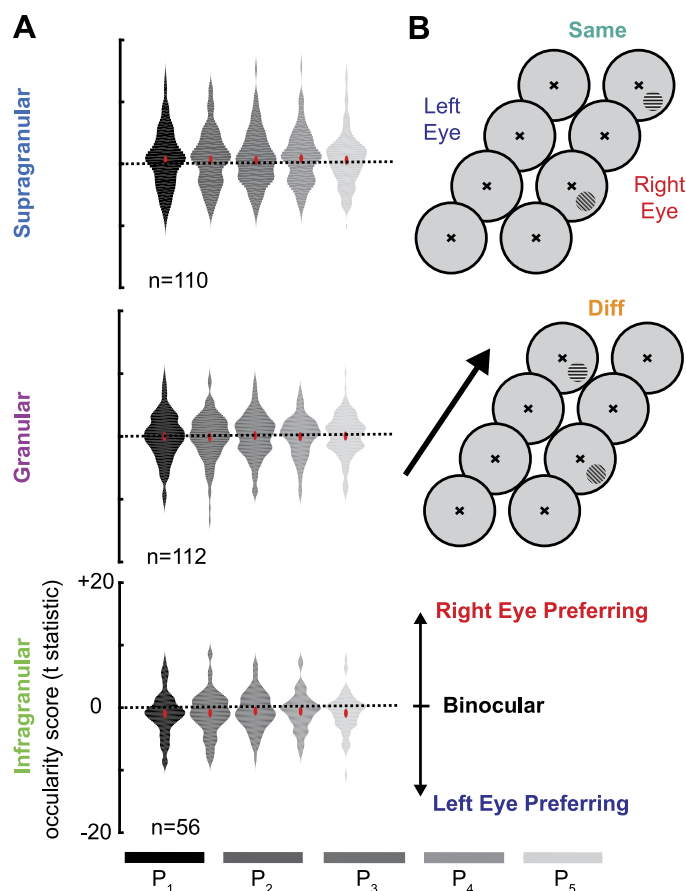 A
Supragranular
n=110
Granular
n=112
Infragranular
occularity score (t statistic)
+20
0
-20
n=56
P1
P2
P3
P4
P5
B
Same
Left
Eye
Right
Eye
Diff
Right Eye Preferring
Binocular
Left Eye Preferring